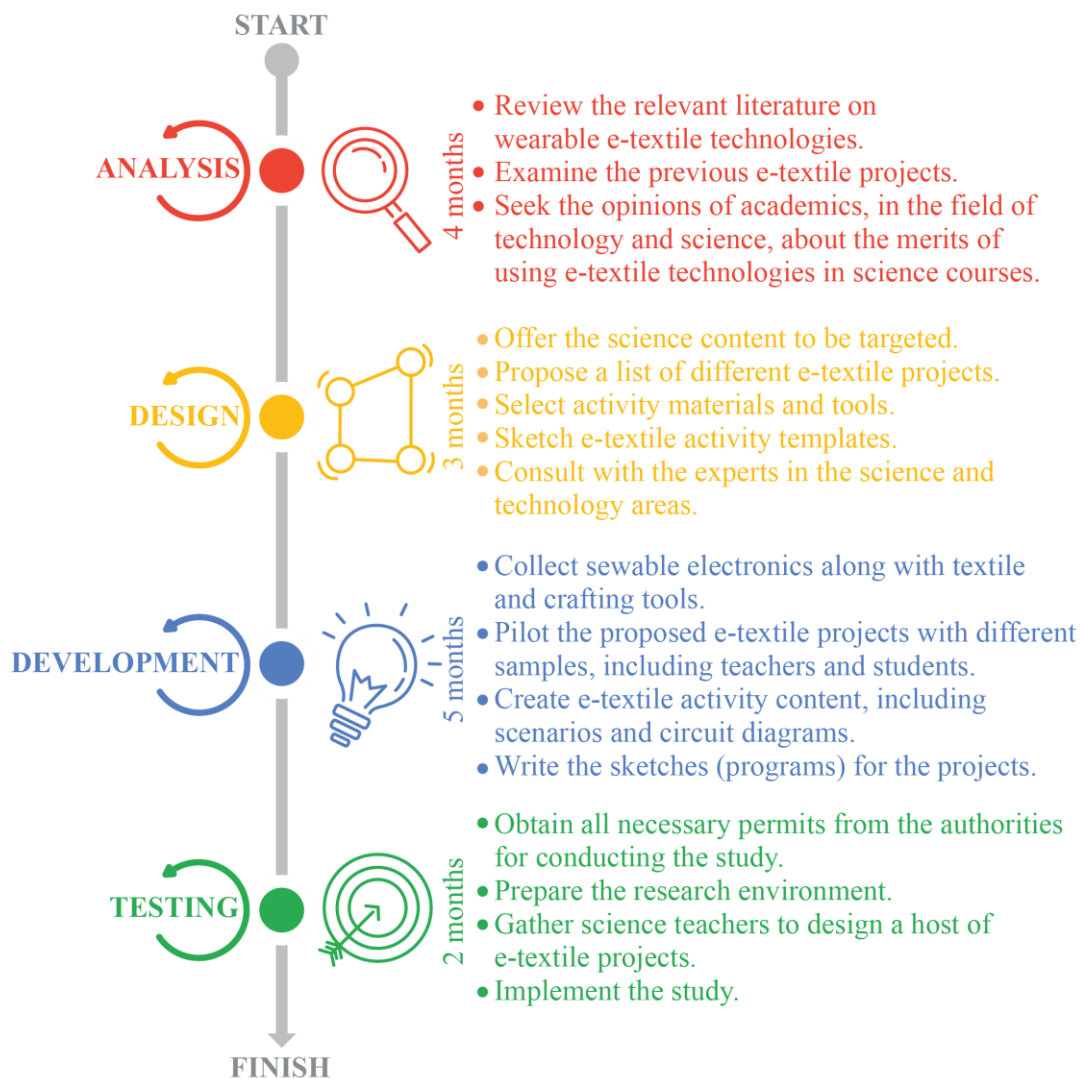 START
ANALYSIS
4 months
• Review the relevant literature on
wearable e-textile technologies.
• Examine the previous e-textile projects.
• Seek the opinions of academics, in the field of
technology and science, about the merits of
using e-textile technologies in science courses.
DESIGN
3 months
• Offer the science content to be targeted.
• Propose a list of different e-textile projects.
• Select activity materials and tools.
• Sketch e-textile activity templates.
• Consult with the experts in the science and
technology areas.
DEVELOPMENT
5 months
• Collect sewable electronics along with textile
and crafting tools.
• Pilot the proposed e-textile projects with different
samples, including teachers and students.
• Create e-textile activity content, including
scenarios and circuit diagrams.
• Write the sketches (programs) for the projects.
TESTING
2 months
• Obtain all necessary permits from the authorities
for conducting the study.
• Prepare the research environment.
• Gather science teachers to design a host of
e-textile projects.
• Implement the study.
FINISH